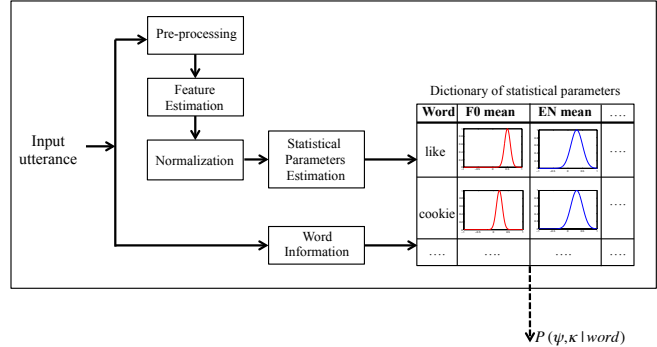 Pre-processing
Feature
Estimation
Normalization
Input
utterance
Statistical
Parameters
Estimation
Word
Information
Dictionary of statistical parameters
Word F0 mean EN mean ....
like ....
cookie ....
.... .... .... ....
P(ψ,κ | word)